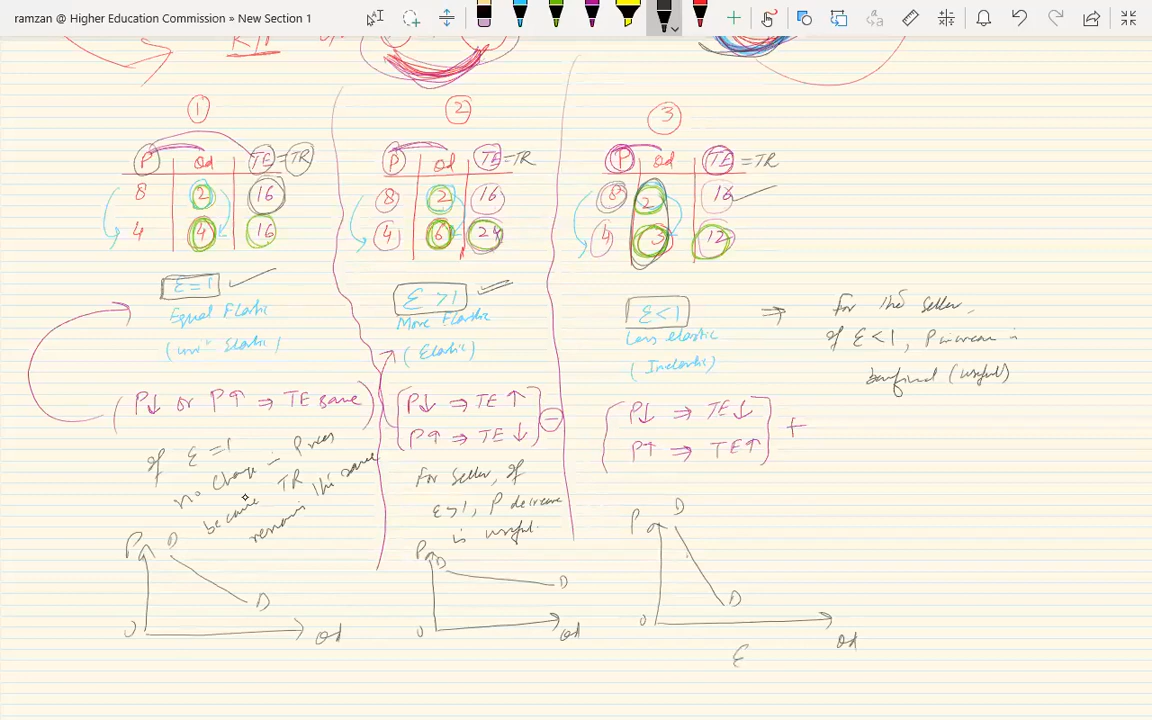 ramzan @ Higher Education Commission » New Section 1
1
P Qd TE = TR
8 2 16
4 4 16
ε = 1
Equal Elastic
(unit Elastic)
(P↓ or P↑ ⇒ TE same)
If ε = 1
no change in Prices
because TR
remains the same
P D
D
O Qd
2
P Qd TE = TR
8 2 16
4 6 24
ε > 1
More Elastic
(Elastic)
P↓ ⇒ TE ↑
P↑ ⇒ TE ↓
−
For Seller, if
ε > 1, P decrease
is useful.
P
D D
O Qd
3
P Qd TE = TR
8 2 16
4 3 12
ε < 1
Less elastic
(Inelastic)
⇒ For the Seller,
if ε < 1, P increase is
(useful)
P↓ ⇒ TE↓
P↑ ⇒ TE↑
+
P D
D
O Qd
ε